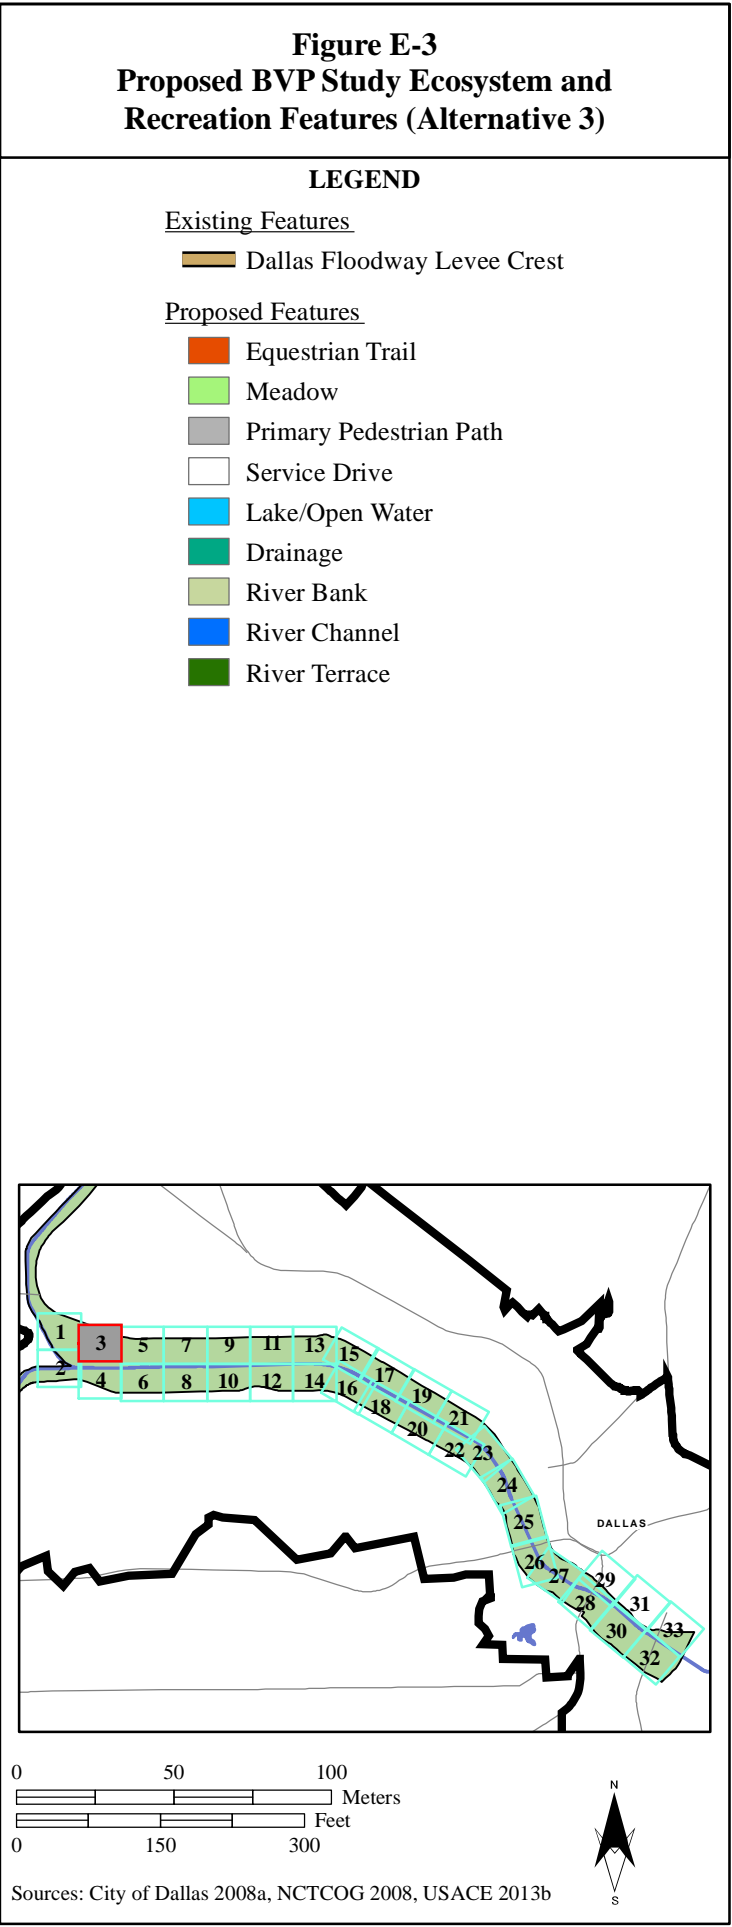 Figure E-3
Proposed BVP Study Ecosystem and
Recreation Features (Alternative 3)
LEGEND
Existing Features
Dallas Floodway Levee Crest
Proposed Features
Equestrian Trail
Meadow
Primary Pedestrian Path
Service Drive
Lake/Open Water
Drainage
River Bank
River Channel
River Terrace
1
3
5
7
9
11
13
15
2
4
6
8
10
12
14
16
17
18
19
20
21
22
23
24
25
DALLAS
26
27
28
29
30
31
32
33
0 50 100
Meters
Feet
0 150 300
N
S
Sources: City of Dallas 2008a, NCTCOG 2008, USACE 2013b